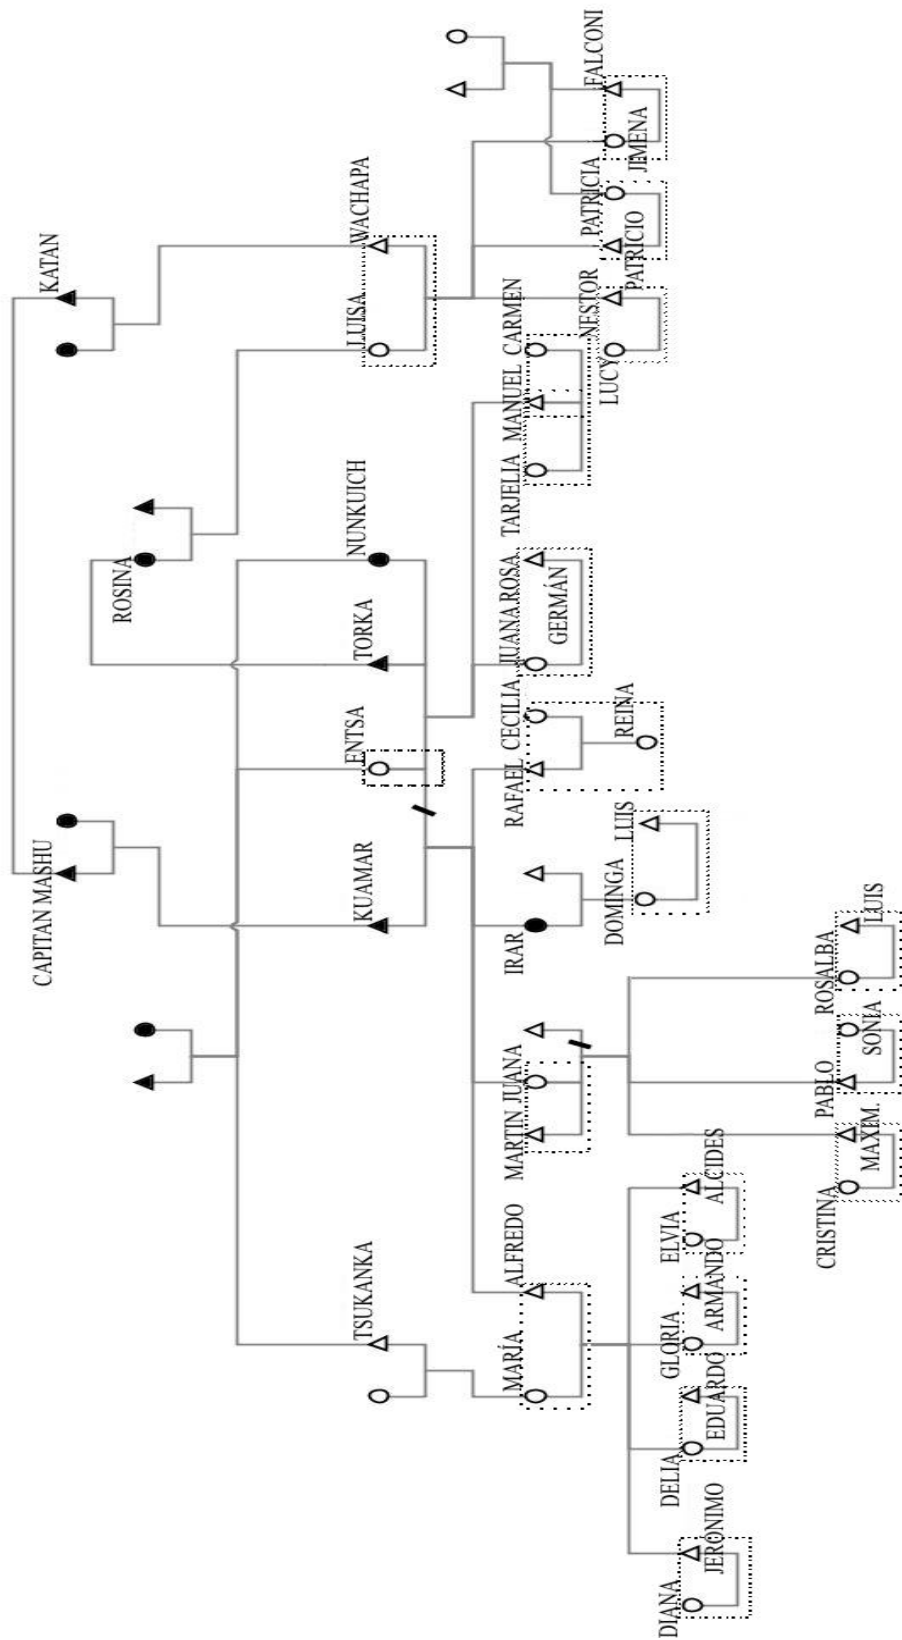 KATAN
CAPITAN MASHU
ROSINA
WACHAPA
LUISA
NUNKUICH
TORKA
ENTSA
KUAMAR
TSUKANKA
FALCONI
JIMENA
PATRICIA
PATRICIO
NESTOR
LUCY
CARMEN
MANUEL
TARJELIA
JUANA ROSA
GERMÁN
CECILIA
RAFAEL
REINA
IRAR
LUIS
DOMINGA
JUANA
MARTIN
ALFREDO
MARÍA
LUIS
ROSALBA
SONIA
PABLO
MAXIM.
CRISTINA
ALCIDES
ELVIA
ARMANDO
GLORIA
EDUARDO
DELIA
JERONIMO
DIANA